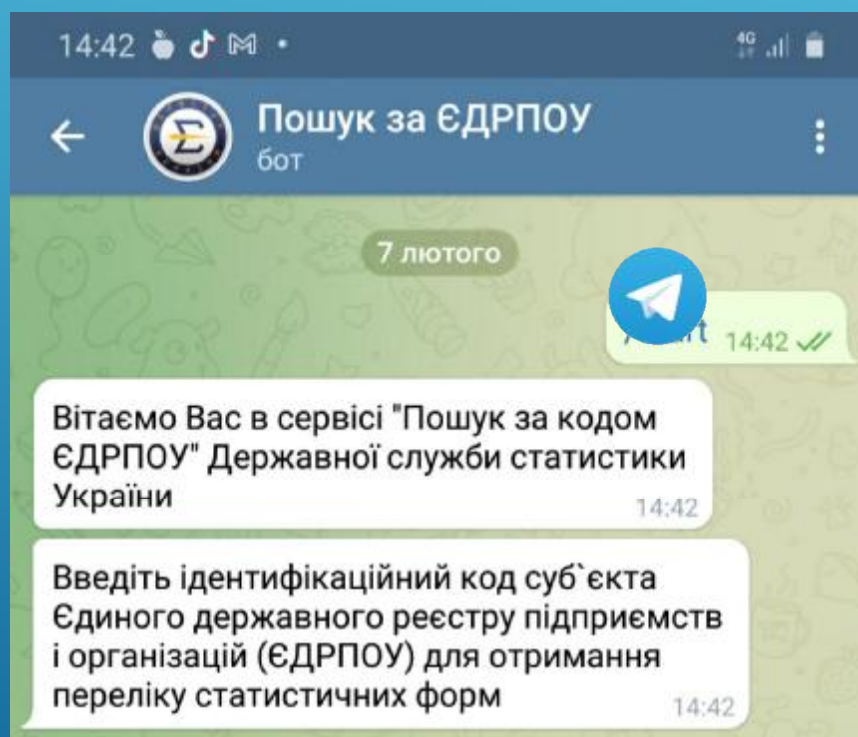 14:42
4G
Пошук за ЄДРПОУ
бот
7 лютого
14:42
Вітаємо Вас в сервісі "Пошук за кодом
ЄДРПОУ" Державної служби статистики
України
14:42
Введіть ідентифікаційний код суб`єкта
Єдиного державного реєстру підприємств
і організацій (ЄДРПОУ) для отримання
переліку статистичних форм
14:42